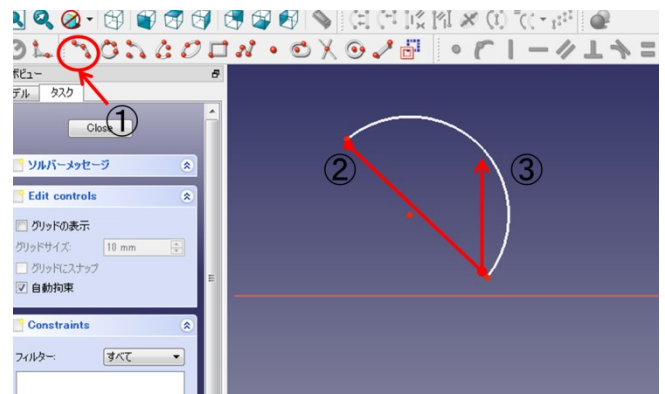 ボビュー
デル タスク
①
Close
ソルバーメッセージ
② ③
Edit controls
グリッドの表示
グリッドサイズ: 10 mm
グリッドにスナップ
自動拘束
Constraints
フィルター: すべて